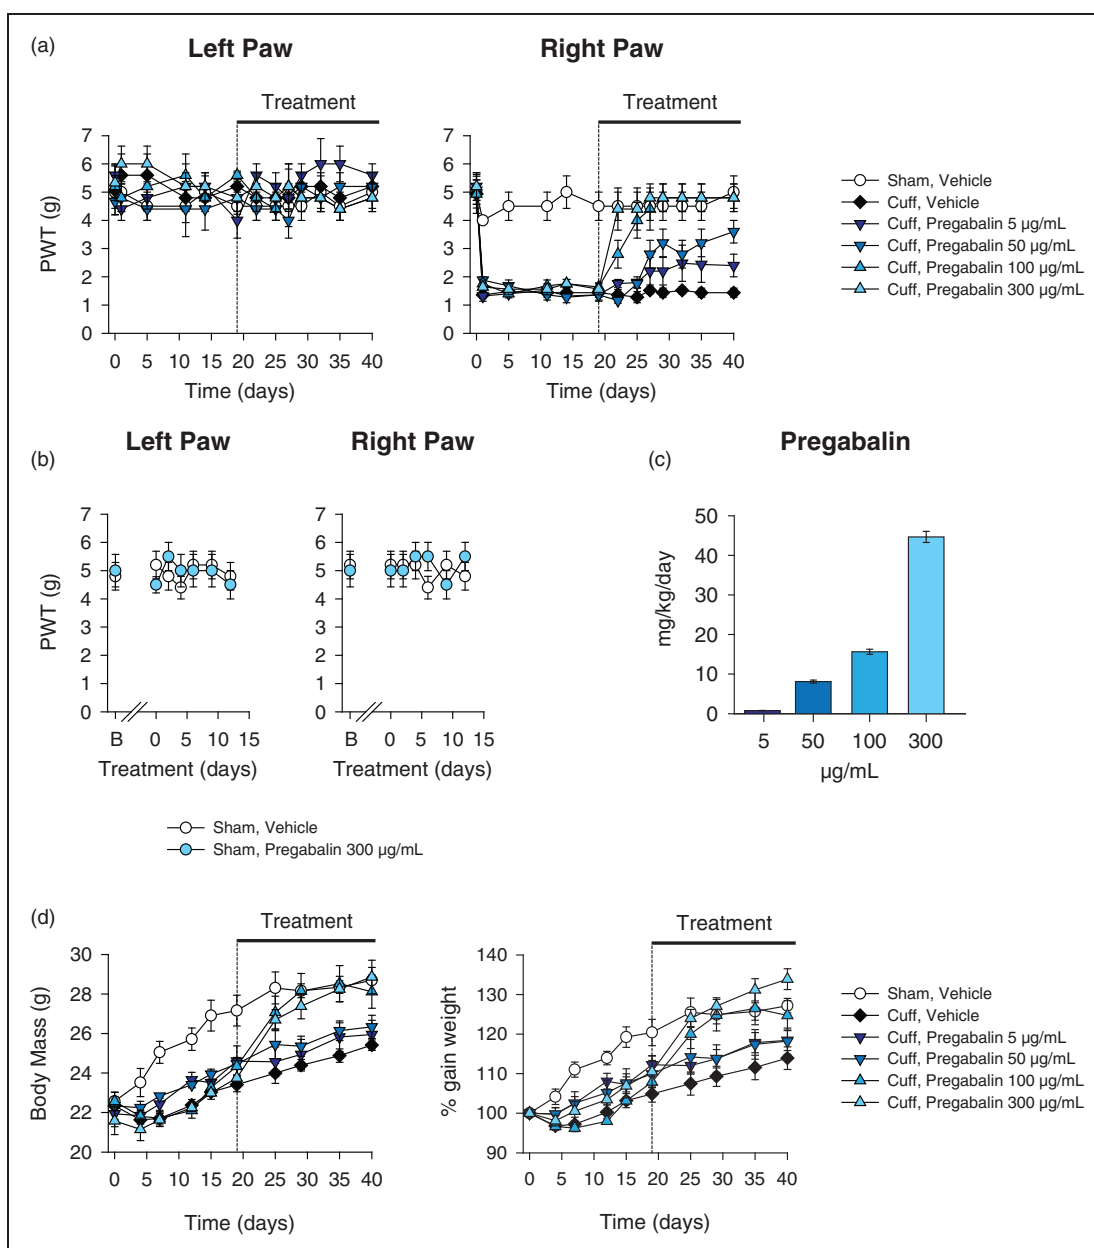 (a)
Left Paw
Right Paw
Treatment
Treatment
7
6
5
4
3
2
1
0
PWT (g)
0 5 10 15 20 25 30 35 40
Time (days)
7
6
5
4
3
2
1
0
0 5 10 15 20 25 30 35 40
Time (days)
Sham, Vehicle
Cuff, Vehicle
Cuff, Pregabalin 5 µg/mL
Cuff, Pregabalin 50 µg/mL
Cuff, Pregabalin 100 µg/mL
Cuff, Pregabalin 300 µg/mL
(b)
Left Paw
Right Paw
7
6
5
4
3
2
1
0
PWT (g)
B 0 5 10 15
Treatment (days)
7
6
5
4
3
2
1
0
B 0 5 10 15
Treatment (days)
Sham, Vehicle
Sham, Pregabalin 300 µg/mL
(c)
Pregabalin
50
40
30
20
10
0
mg/kg/day
5 50 100 300
µg/mL
(d)
Treatment
Treatment
30
28
26
24
22
20
Body Mass (g)
0 5 10 15 20 25 30 35 40
Time (days)
140
130
120
110
100
90
% gain weight
0 5 10 15 20 25 30 35 40
Time (days)
Sham, Vehicle
Cuff, Vehicle
Cuff, Pregabalin 5 µg/mL
Cuff, Pregabalin 50 µg/mL
Cuff, Pregabalin 100 µg/mL
Cuff, Pregabalin 300 µg/mL